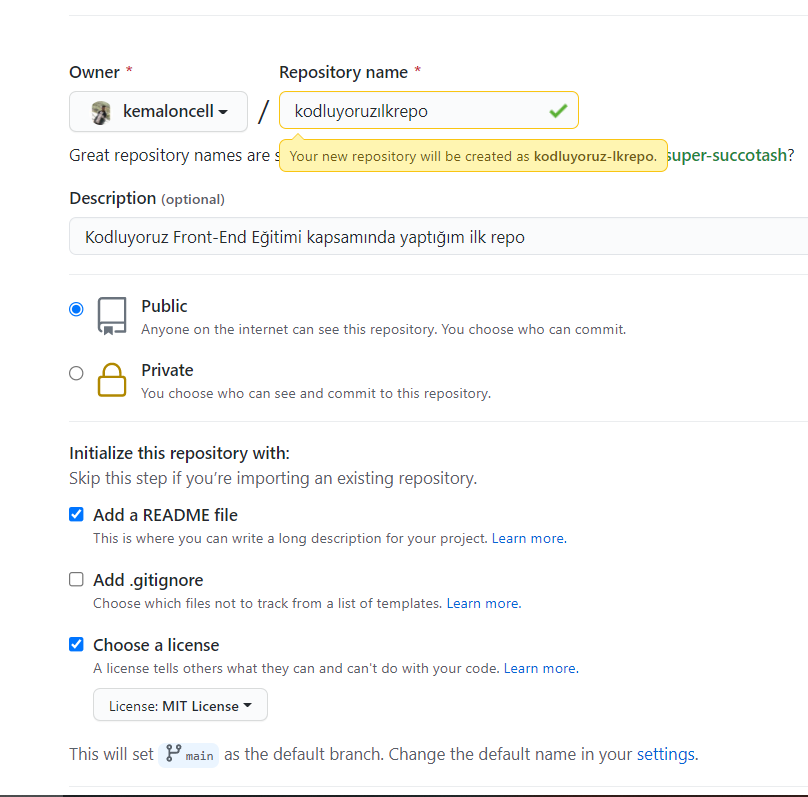 Owner * Repository name *
kemaloncell / kodluyoruzılkrepo
Great repository names are s
Your new repository will be created as kodluyoruz-lkrepo.
super-succotash?
Description (optional)
Kodluyoruz Front-End Eğitimi kapsamında yaptığım ilk repo
Public
Anyone on the internet can see this repository. You choose who can commit.
Private
You choose who can see and commit to this repository.
Initialize this repository with:
Skip this step if you’re importing an existing repository.
Add a README file
This is where you can write a long description for your project. Learn more.
Add .gitignore
Choose which files not to track from a list of templates. Learn more.
Choose a license
A license tells others what they can and can't do with your code. Learn more.
License: MIT License
This will set main as the default branch. Change the default name in your settings.